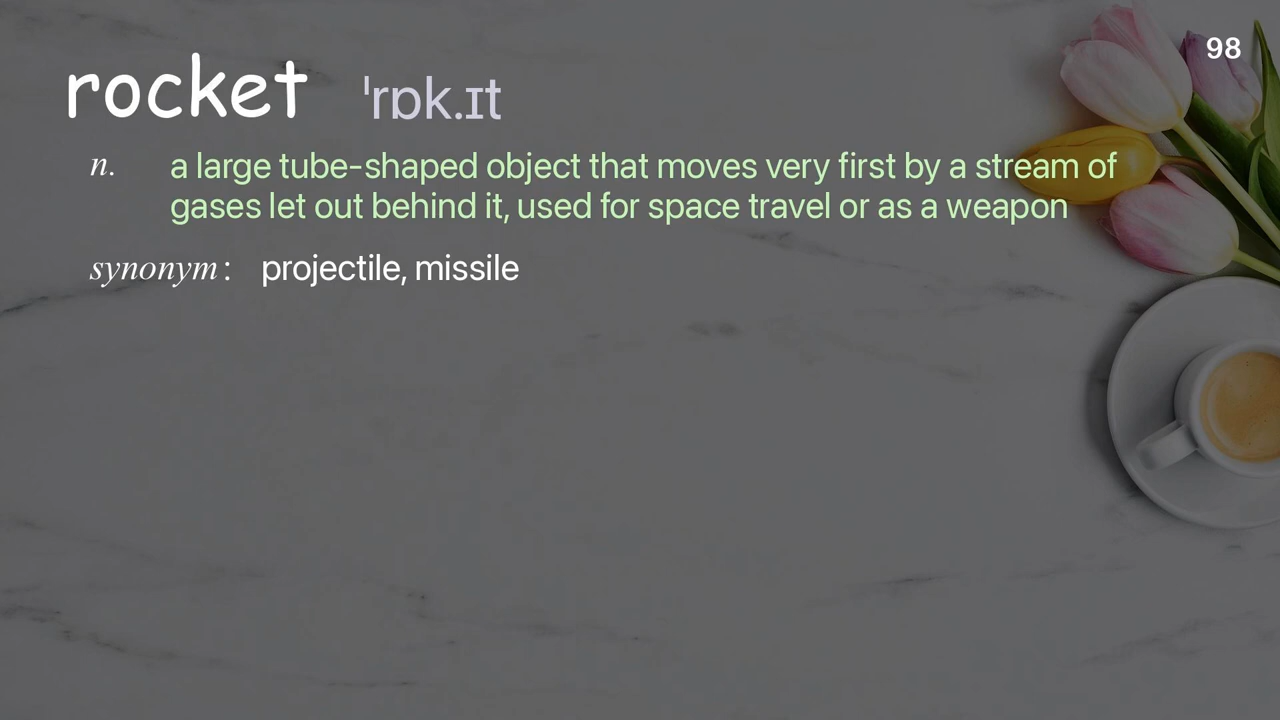 98
rocket ˈrɒk.ɪt
n. a large tube-shaped object that moves very first by a stream of
gases let out behind it, used for space travel or as a weapon
synonym: projectile, missile